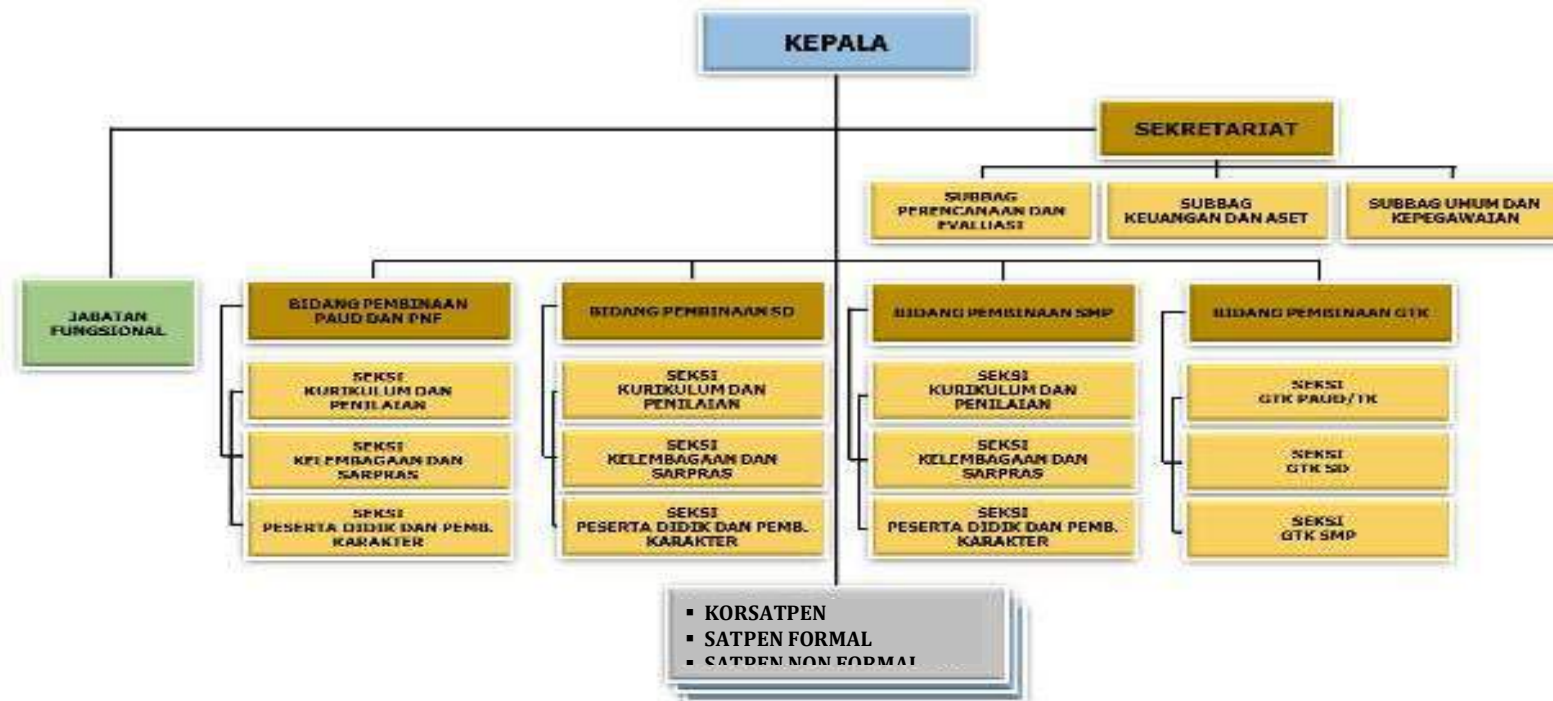 KEPALA
SEKRETARIAT
SUBBAG
PERENCANAAN DAN
EVALUASI
SUBBAG
KEUANGAN DAN ASET
SUBBAG UMUM DAN
KEPEGAWAIAN
JABATAN
FUNGSIONAL
BIDANG PEMBINAAN
PAUD DAN PNF
SEKSI
KURIKULUM DAN
PENILAIAN
SEKSI
KELEMBAGAAN DAN
SARPRAS
SEKSI
PESERTA DIDIK DAN PEMB.
KARAKTER
BIDANG PEMBINAAN SD
SEKSI
KURIKULUM DAN
PENILAIAN
SEKSI
KELEMBAGAAN DAN
SARPRAS
SEKSI
PESERTA DIDIK DAN PEMB.
KARAKTER
BIDANG PEMBINAAN SMP
SEKSI
KURIKULUM DAN
PENILAIAN
SEKSI
KELEMBAGAAN DAN
SARPRAS
SEKSI
PESERTA DIDIK DAN PEMB.
KARAKTER
BIDANG PEMBINAAN GTK
SEKSI
GTK PAUD/TK
SEKSI
GTK SD
SEKSI
GTK SMP
▪ KORSATPEN
▪ SATPEN FORMAL
▪ SATPEN NON FORMAL